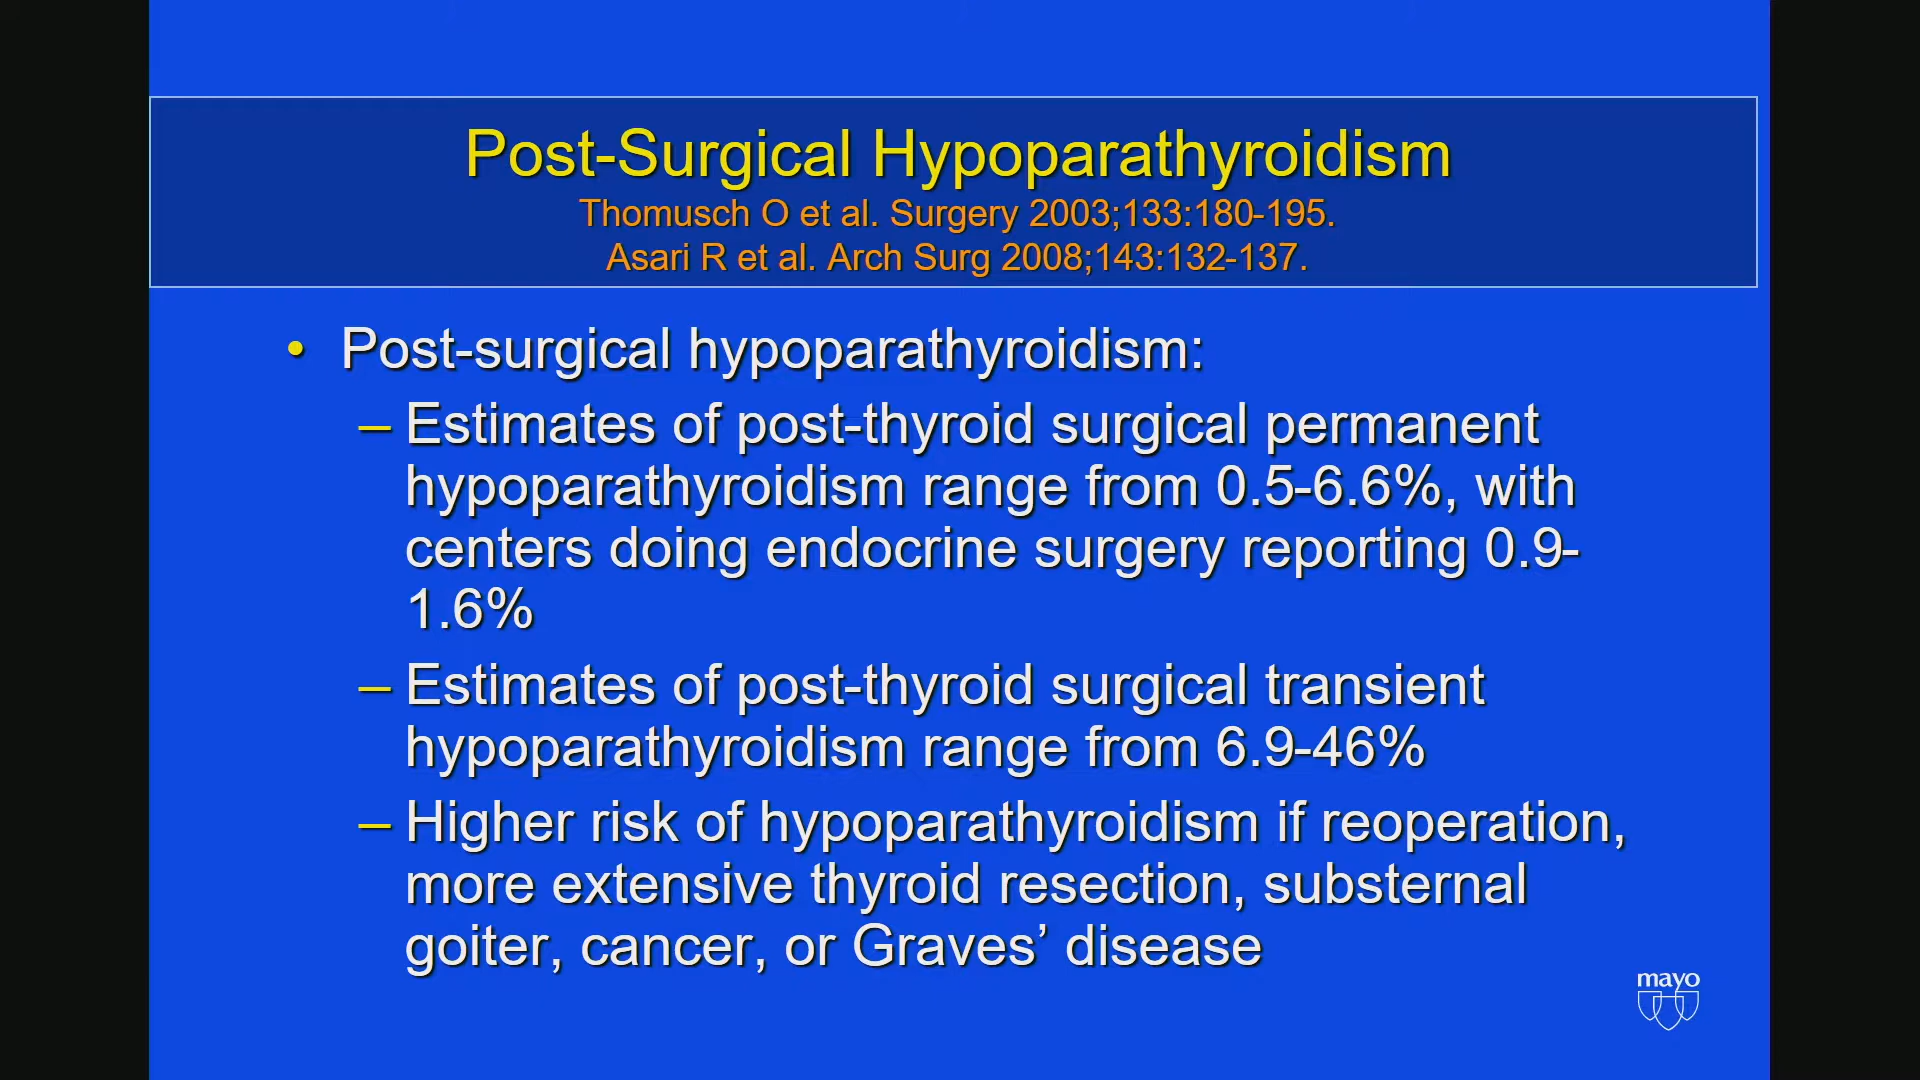 Post-Surgical Hypoparathyroidism
Thomusch O et al. Surgery 2003;133:180-195.
Asari R et al. Arch Surg 2008;143:132-137.
• Post-surgical hypoparathyroidism:
– Estimates of post-thyroid surgical permanent
hypoparathyroidism range from 0.5-6.6%, with
centers doing endocrine surgery reporting 0.9-
1.6%
– Estimates of post-thyroid surgical transient
hypoparathyroidism range from 6.9-46%
– Higher risk of hypoparathyroidism if reoperation,
more extensive thyroid resection, substernal
goiter, cancer, or Graves’ disease
mayo